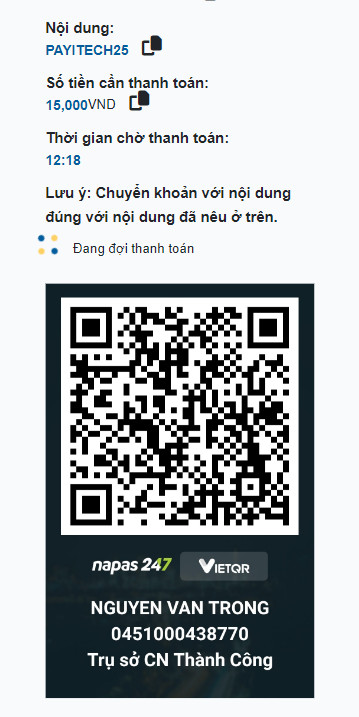 Nội dung:
PAYITECH25
Số tiền cần thanh toán:
15,000VND
Thời gian chờ thanh toán:
12:18
Lưu ý: Chuyển khoản với nội dung
đúng với nội dung đã nêu ở trên.
Đang đợi thanh toán
napas 247 VIETQR
NGUYEN VAN TRONG
0451000438770
Trụ sở CN Thành Công